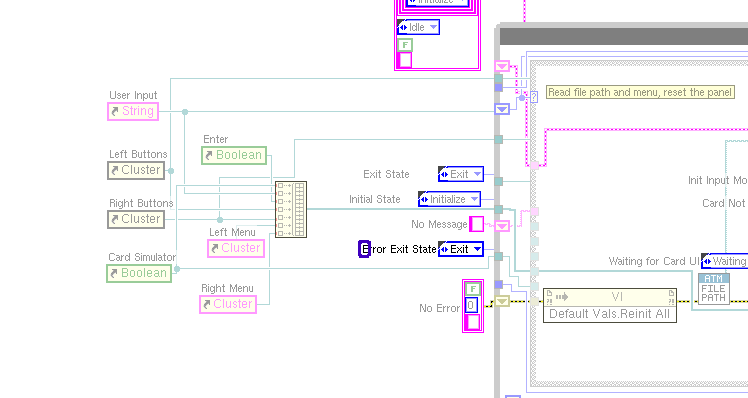 Initialize
Idle
F
Read file path and menu, reset the panel
?
User Input
String
Enter
Boolean
Left Buttons
Cluster
Exit State
Exit
Init Input Mo
Initial State
Initialize
Right Buttons
Cluster
Card Not
No Message
Left Menu
Cluster
Error Exit State
Exit
Card Simulator
Boolean
Waiting for Card UI
Waiting
ATM
FILE
PATH
Right Menu
Cluster
No Error
F
0
VI
Default Vals.Reinit All